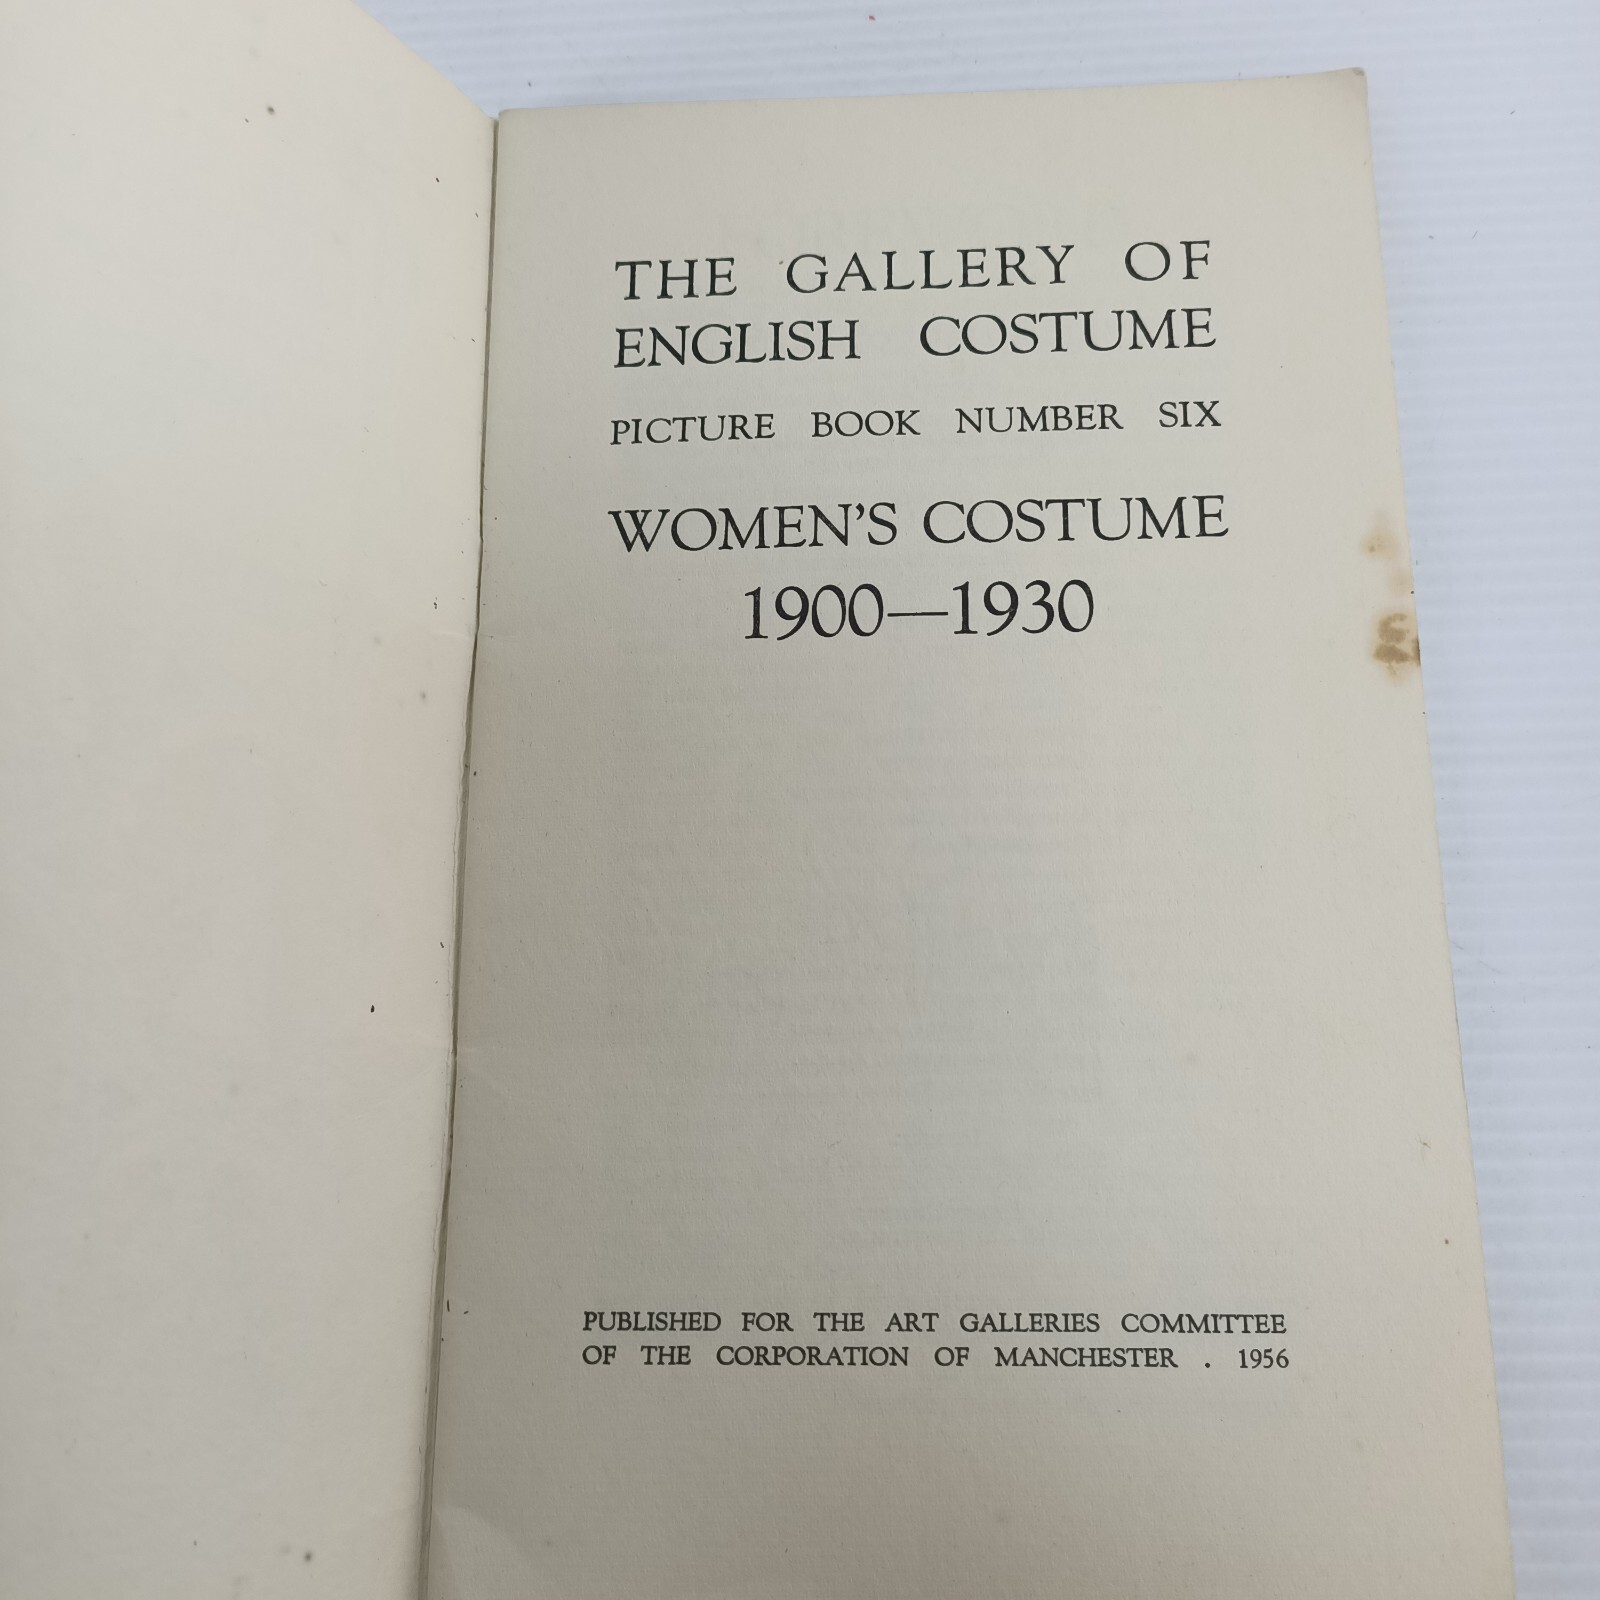 THE GALLERY OF
ENGLISH COSTUME
PICTURE BOOK NUMBER SIX
WOMEN'S COSTUME
1900—1930
PUBLISHED FOR THE ART GALLERIES COMMITTEE
OF THE CORPORATION OF MANCHESTER . 1956